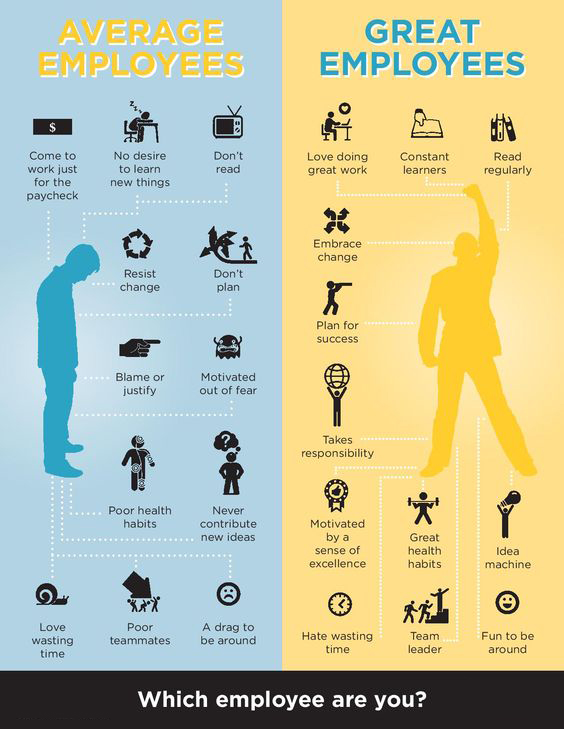 AVERAGE
EMPLOYEES
$
Come to
work just
for the
paycheck
z z z
No desire
to learn
new things
Don't
read
Resist
change
Don't
plan
Blame or
justify
Motivated
out of fear
Poor health
habits
?
Never
contribute
new ideas
Love
wasting
time
Poor
teammates
A drag to
be around
GREAT
EMPLOYEES
Love doing
great work
Constant
learners
Read
regularly
Embrace
change
Plan for
success
Takes
responsibility
Motivated
by a
sense of
excellence
Great
health
habits
Idea
machine
Hate wasting
time
Team
leader
Fun to be
around
Which employee are you?